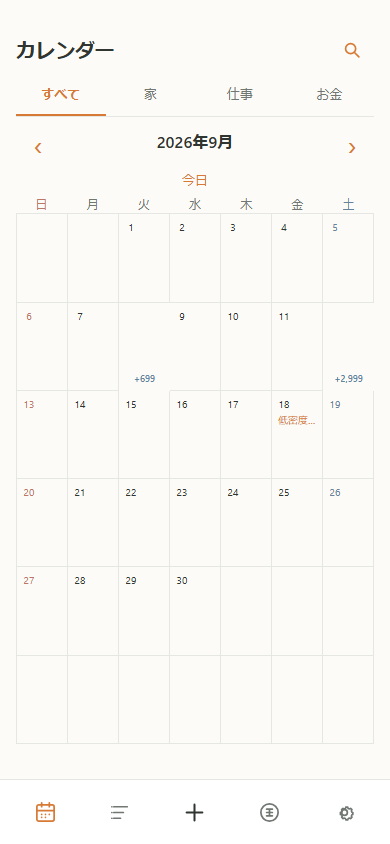 カレンダー
すべて 家 仕事 お金
‹ 2026年9月 ›
今日
日 月 火 水 木 金 土
1 2 3 4 5
6 7 9 10 11
+699 +2,999
13 14 15 16 17 18 19
低密度...
20 21 22 23 24 25 26
27 28 29 30